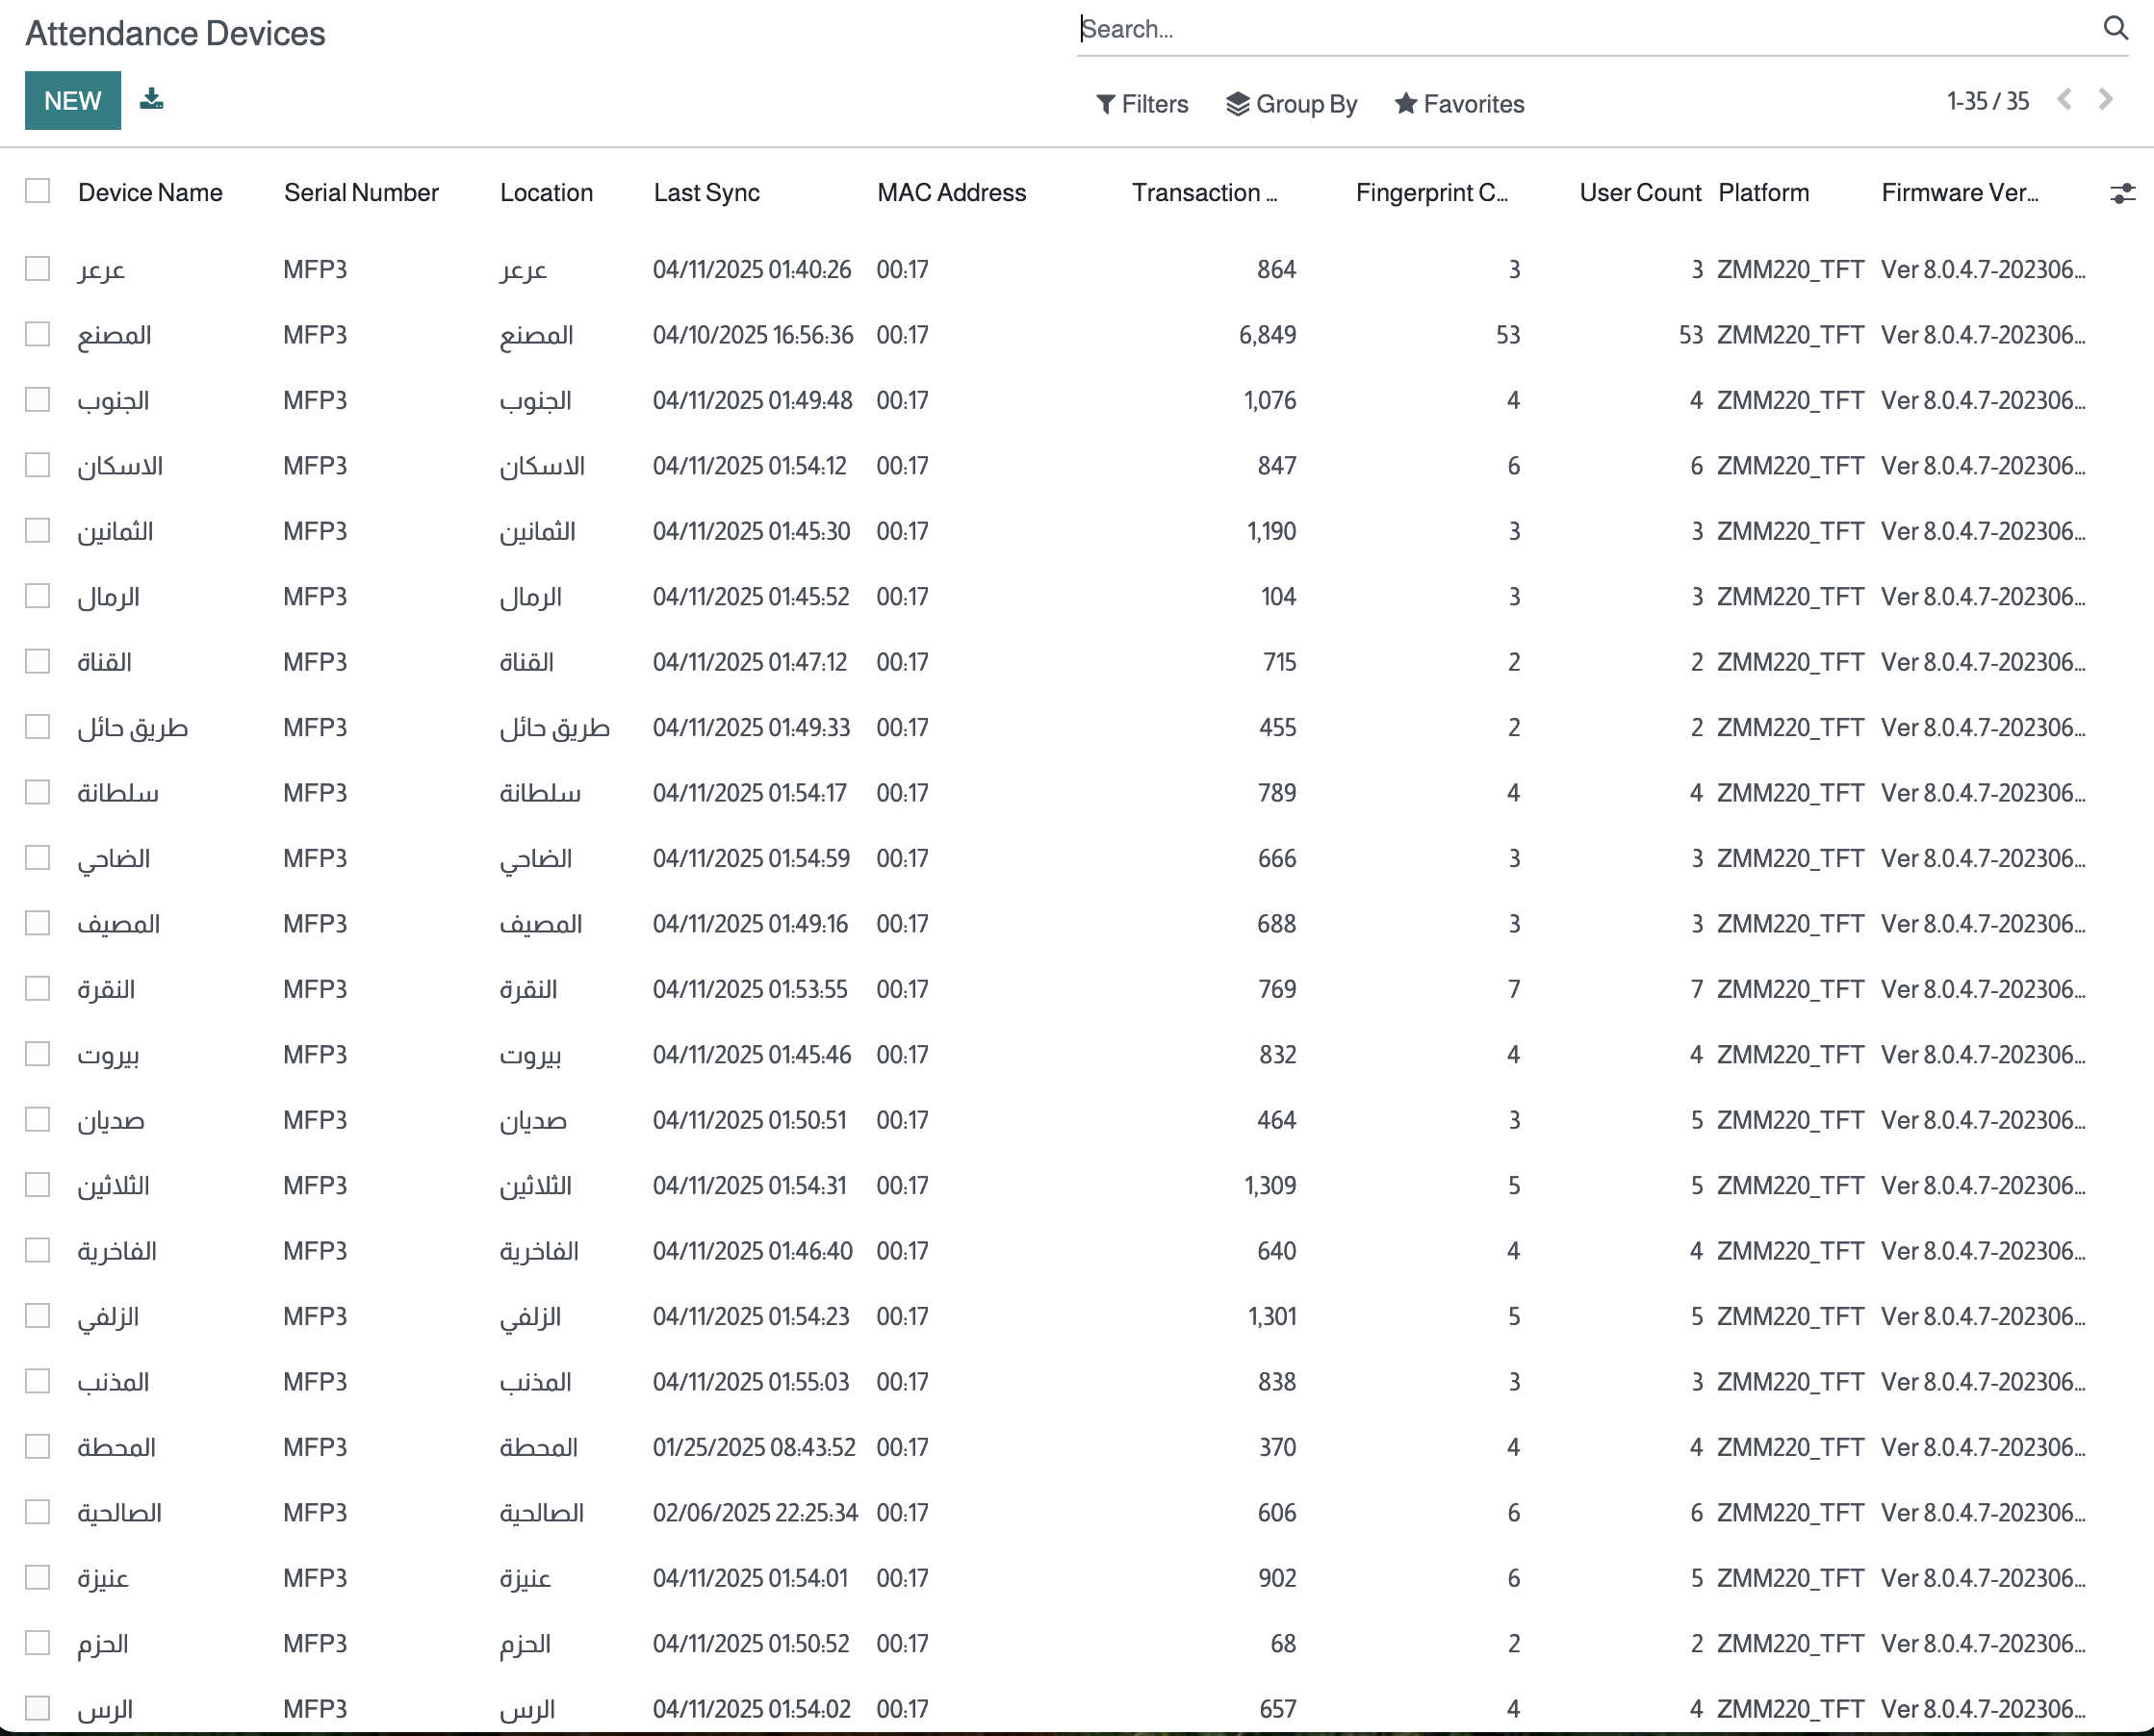 Attendance Devices
Search...
NEW
Filters Group By Favorites 1-35 / 35
Device Name Serial Number Location Last Sync MAC Address Transaction ... Fingerprint C... User Count Platform Firmware Ver...
عرعر MFP3 عرعر 04/11/2025 01:40:26 00:17 864 3 3 ZMM220_TFT Ver 8.0.4.7-202306...
المصنع MFP3 المصنع 04/10/2025 16:56:36 00:17 6,849 53 53 ZMM220_TFT Ver 8.0.4.7-202306...
الجنوب MFP3 الجنوب 04/11/2025 01:49:48 00:17 1,076 4 4 ZMM220_TFT Ver 8.0.4.7-202306...
الاسكان MFP3 الاسكان 04/11/2025 01:54:12 00:17 847 6 6 ZMM220_TFT Ver 8.0.4.7-202306...
الثمانين MFP3 الثمانين 04/11/2025 01:45:30 00:17 1,190 3 3 ZMM220_TFT Ver 8.0.4.7-202306...
الرمال MFP3 الرمال 04/11/2025 01:45:52 00:17 104 3 3 ZMM220_TFT Ver 8.0.4.7-202306...
القناة MFP3 القناة 04/11/2025 01:47:12 00:17 715 2 2 ZMM220_TFT Ver 8.0.4.7-202306...
طريق حائل MFP3 طريق حائل 04/11/2025 01:49:33 00:17 455 2 2 ZMM220_TFT Ver 8.0.4.7-202306...
سلطانة MFP3 سلطانة 04/11/2025 01:54:17 00:17 789 4 4 ZMM220_TFT Ver 8.0.4.7-202306...
الضاحي MFP3 الضاحي 04/11/2025 01:54:59 00:17 666 3 3 ZMM220_TFT Ver 8.0.4.7-202306...
المصيف MFP3 المصيف 04/11/2025 01:49:16 00:17 688 3 3 ZMM220_TFT Ver 8.0.4.7-202306...
النقرة MFP3 النقرة 04/11/2025 01:53:55 00:17 769 7 7 ZMM220_TFT Ver 8.0.4.7-202306...
بيروت MFP3 بيروت 04/11/2025 01:45:46 00:17 832 4 4 ZMM220_TFT Ver 8.0.4.7-202306...
صديان MFP3 صديان 04/11/2025 01:50:51 00:17 464 3 5 ZMM220_TFT Ver 8.0.4.7-202306...
الثلاثين MFP3 الثلاثين 04/11/2025 01:54:31 00:17 1,309 5 5 ZMM220_TFT Ver 8.0.4.7-202306...
الفاخرية MFP3 الفاخرية 04/11/2025 01:46:40 00:17 640 4 4 ZMM220_TFT Ver 8.0.4.7-202306...
الزلفي MFP3 الزلفي 04/11/2025 01:54:23 00:17 1,301 5 5 ZMM220_TFT Ver 8.0.4.7-202306...
المذنب MFP3 المذنب 04/11/2025 01:55:03 00:17 838 3 3 ZMM220_TFT Ver 8.0.4.7-202306...
المحطة MFP3 المحطة 01/25/2025 08:43:52 00:17 370 4 4 ZMM220_TFT Ver 8.0.4.7-202306...
الصالحية MFP3 الصالحية 02/06/2025 22:25:34 00:17 606 6 6 ZMM220_TFT Ver 8.0.4.7-202306...
عنيزة MFP3 عنيزة 04/11/2025 01:54:01 00:17 902 6 5 ZMM220_TFT Ver 8.0.4.7-202306...
الحزم MFP3 الحزم 04/11/2025 01:50:52 00:17 68 2 2 ZMM220_TFT Ver 8.0.4.7-202306...
الرس MFP3 الرس 04/11/2025 01:54:02 00:17 657 4 4 ZMM220_TFT Ver 8.0.4.7-202306...